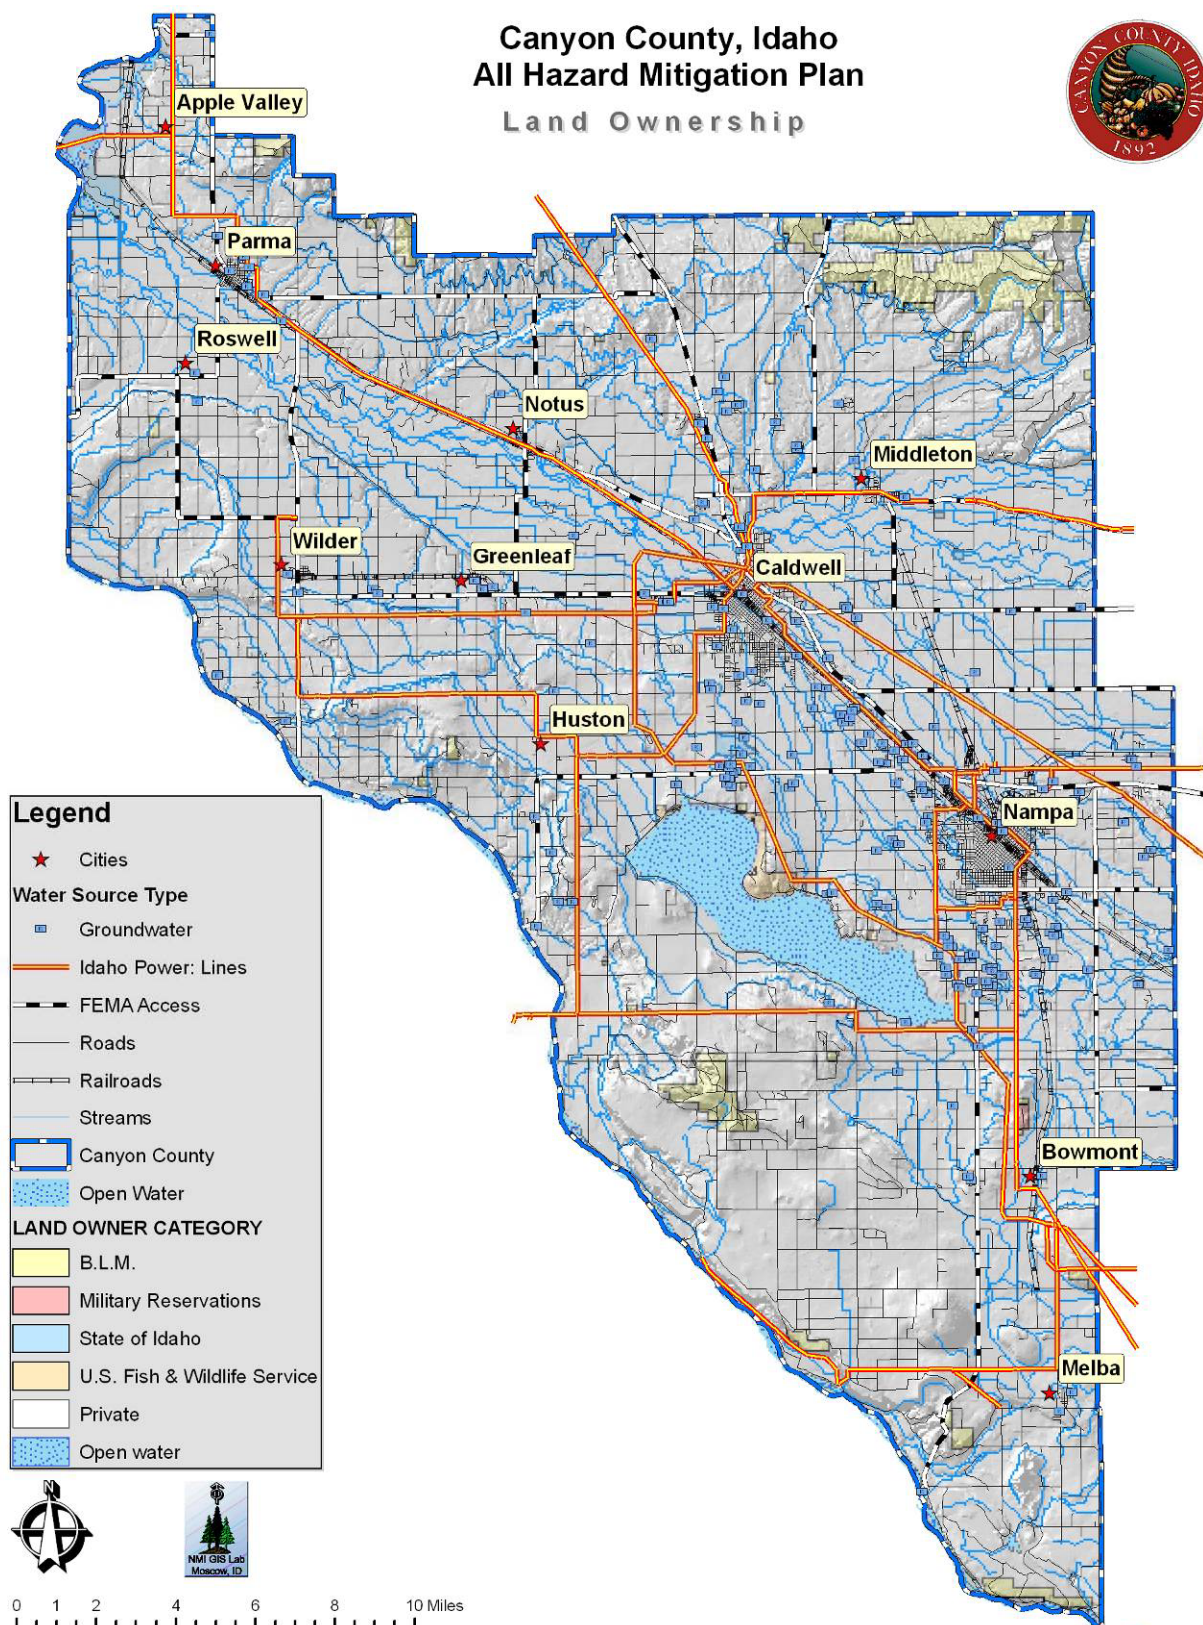 Canyon County, Idaho
All Hazard Mitigation Plan
Land Ownership
CANYON COUNTY IDAHO
1892
Apple Valley
Parma
Roswell
Notus
Middleton
Wilder
Greenleaf
Caldwell
Huston
Nampa
Bowmont
Melba
Legend
Cities
Water Source Type
Groundwater
Idaho Power: Lines
FEMA Access
Roads
Railroads
Streams
Canyon County
Open Water
LAND OWNER CATEGORY
B.L.M.
Military Reservations
State of Idaho
U.S. Fish & Wildlife Service
Private
Open water
N
NMI GIS Lab
Moscow, ID
0 1 2 4 6 8 10 Miles